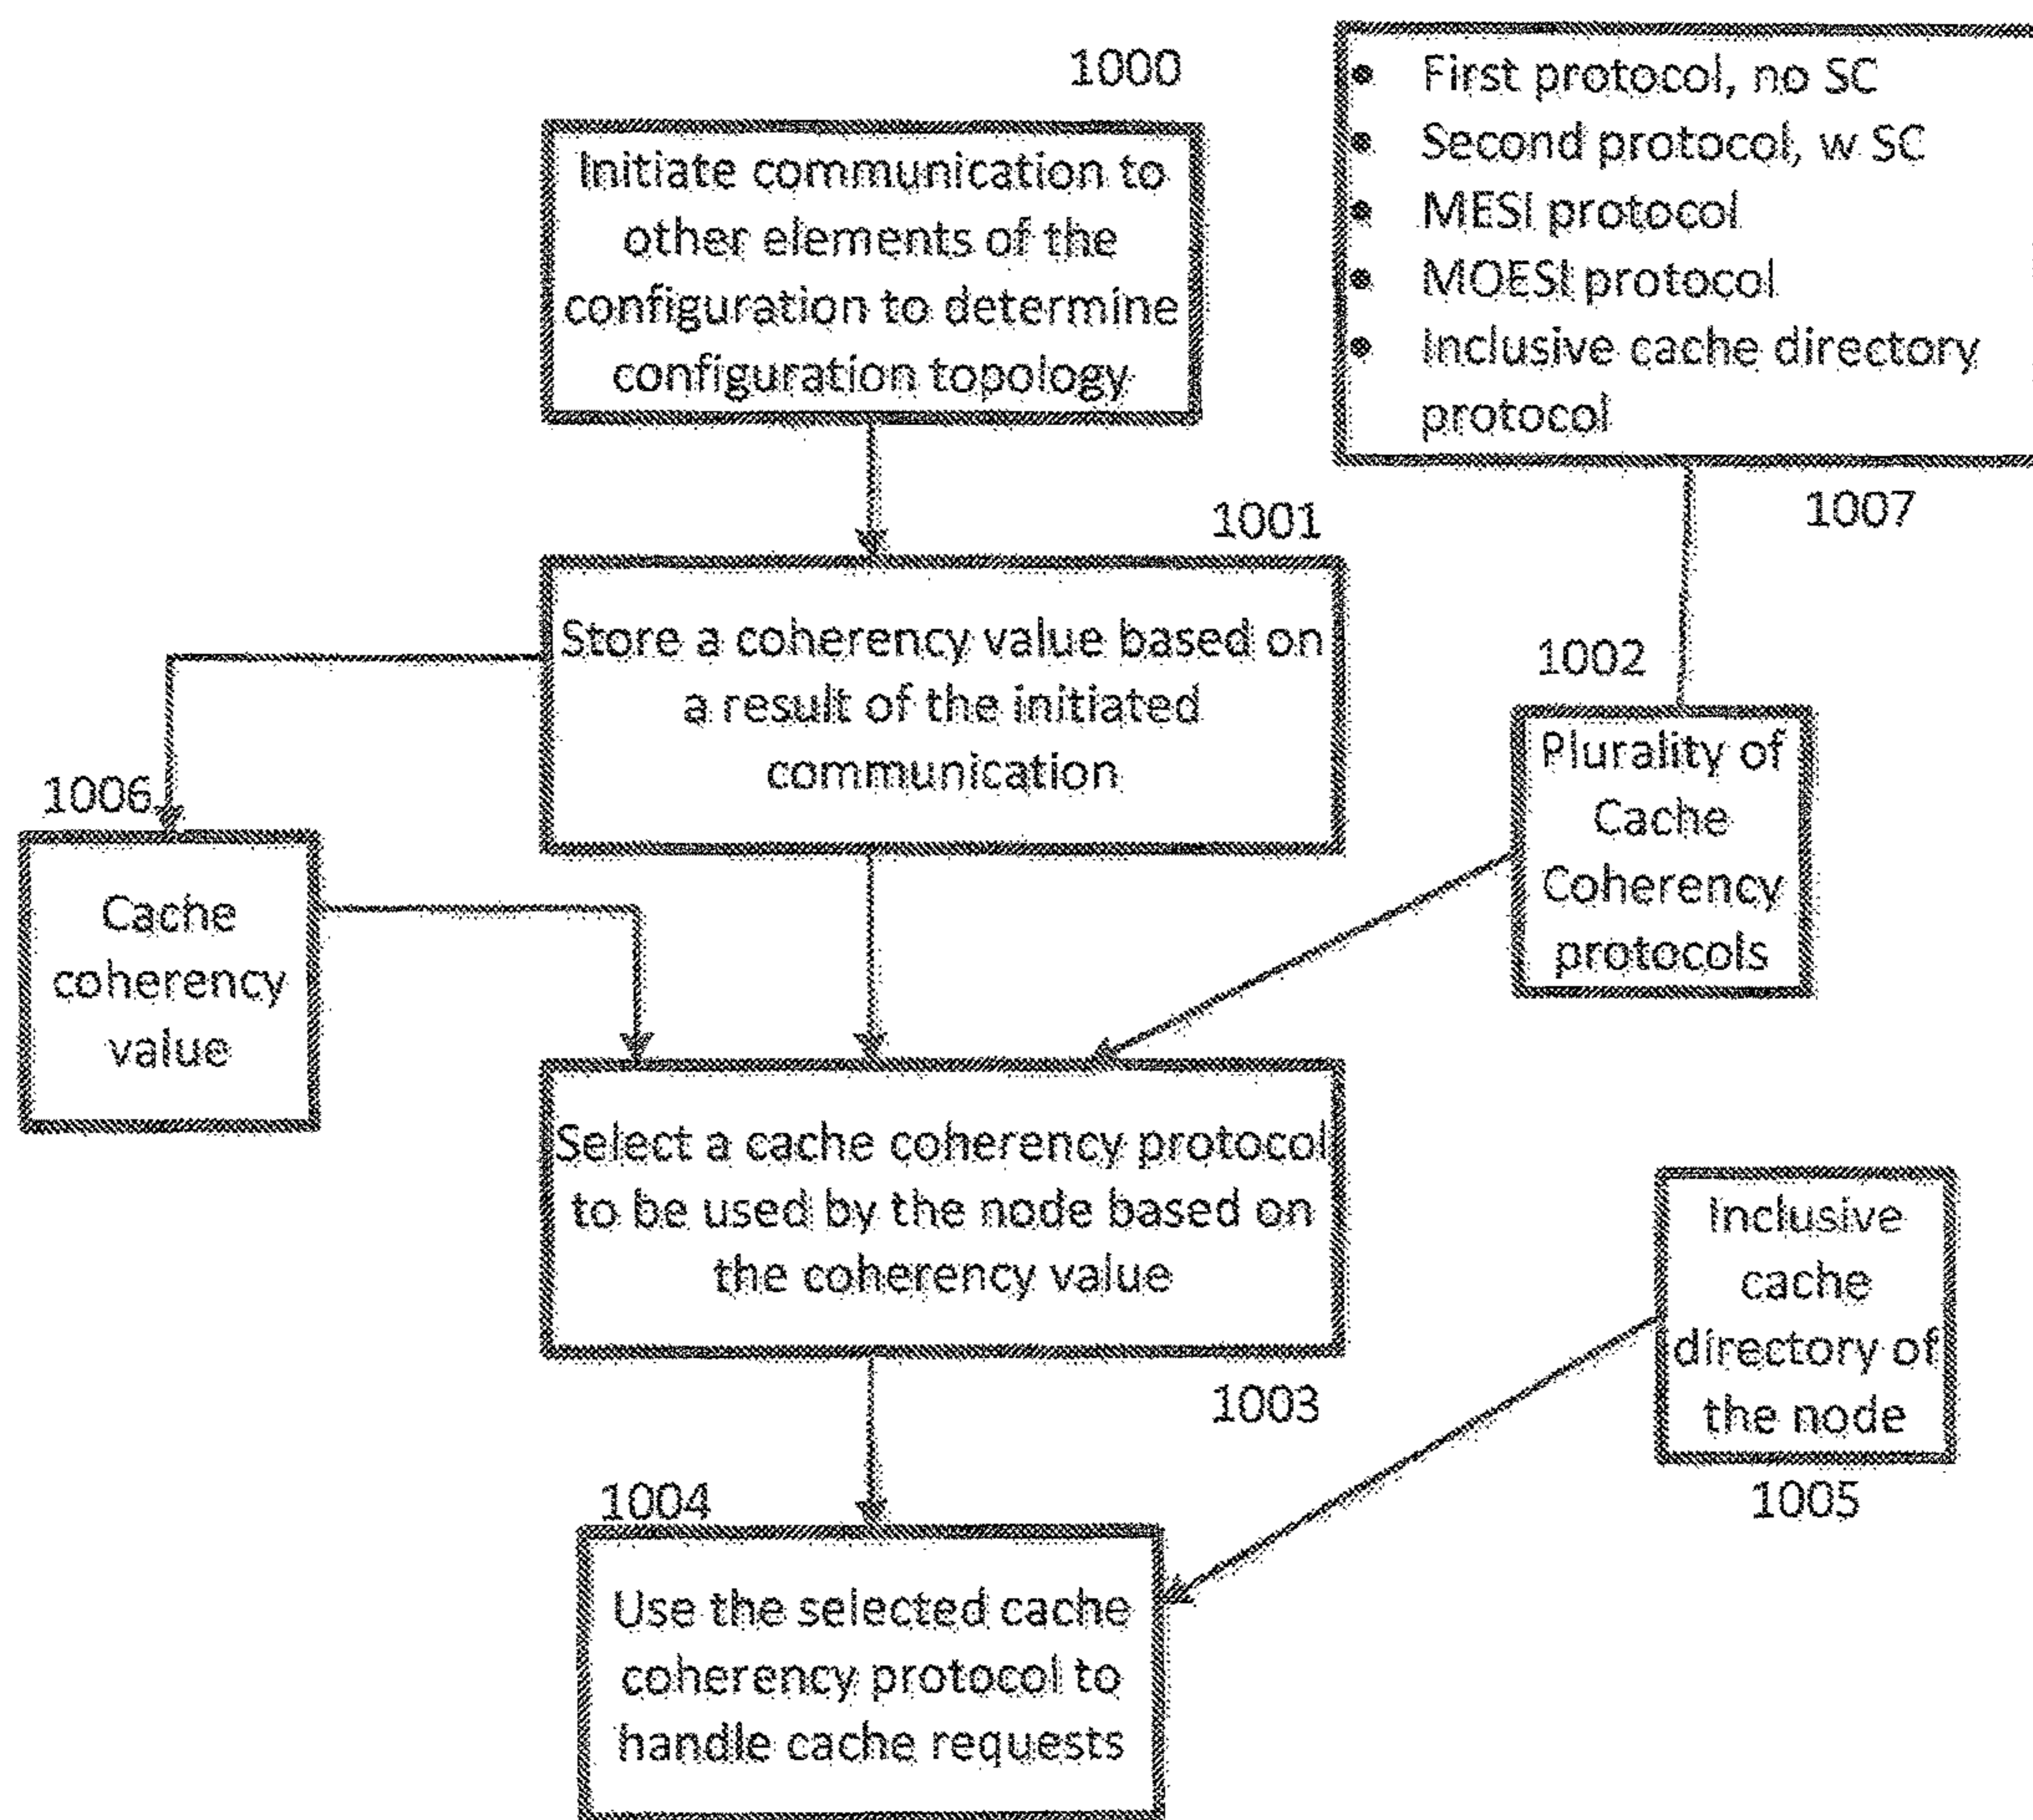 1000
Initiate communication to
other elements of the
configuration to determine
configuration topology
• First protocol, no SC
• Second protocol, w SC
• MESI protocol
• MOESI protocol
• Inclusive cache directory
protocol
1007
1001
Store a coherency value based on
a result of the initiated
communication
1002
Plurality of
Cache
Coherency
protocols
1006
Cache
coherency
value
Select a cache coherency protocol
to be used by the node based on
the coherency value
1003
Inclusive
cache
directory of
the node
1005
1004
Use the selected cache
coherency protocol to
handle cache requests